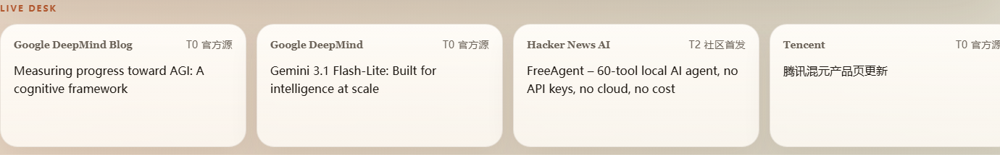 LIVE DESK
Google DeepMind Blog T0 官方源
Measuring progress toward AGI: A
cognitive framework
Google DeepMind T0 官方源
Gemini 3.1 Flash-Lite: Built for
intelligence at scale
Hacker News AI T2 社区首发
FreeAgent – 60-tool local AI agent, no
API keys, no cloud, no cost
Tencent T0 官方源
腾讯混元产品页更新